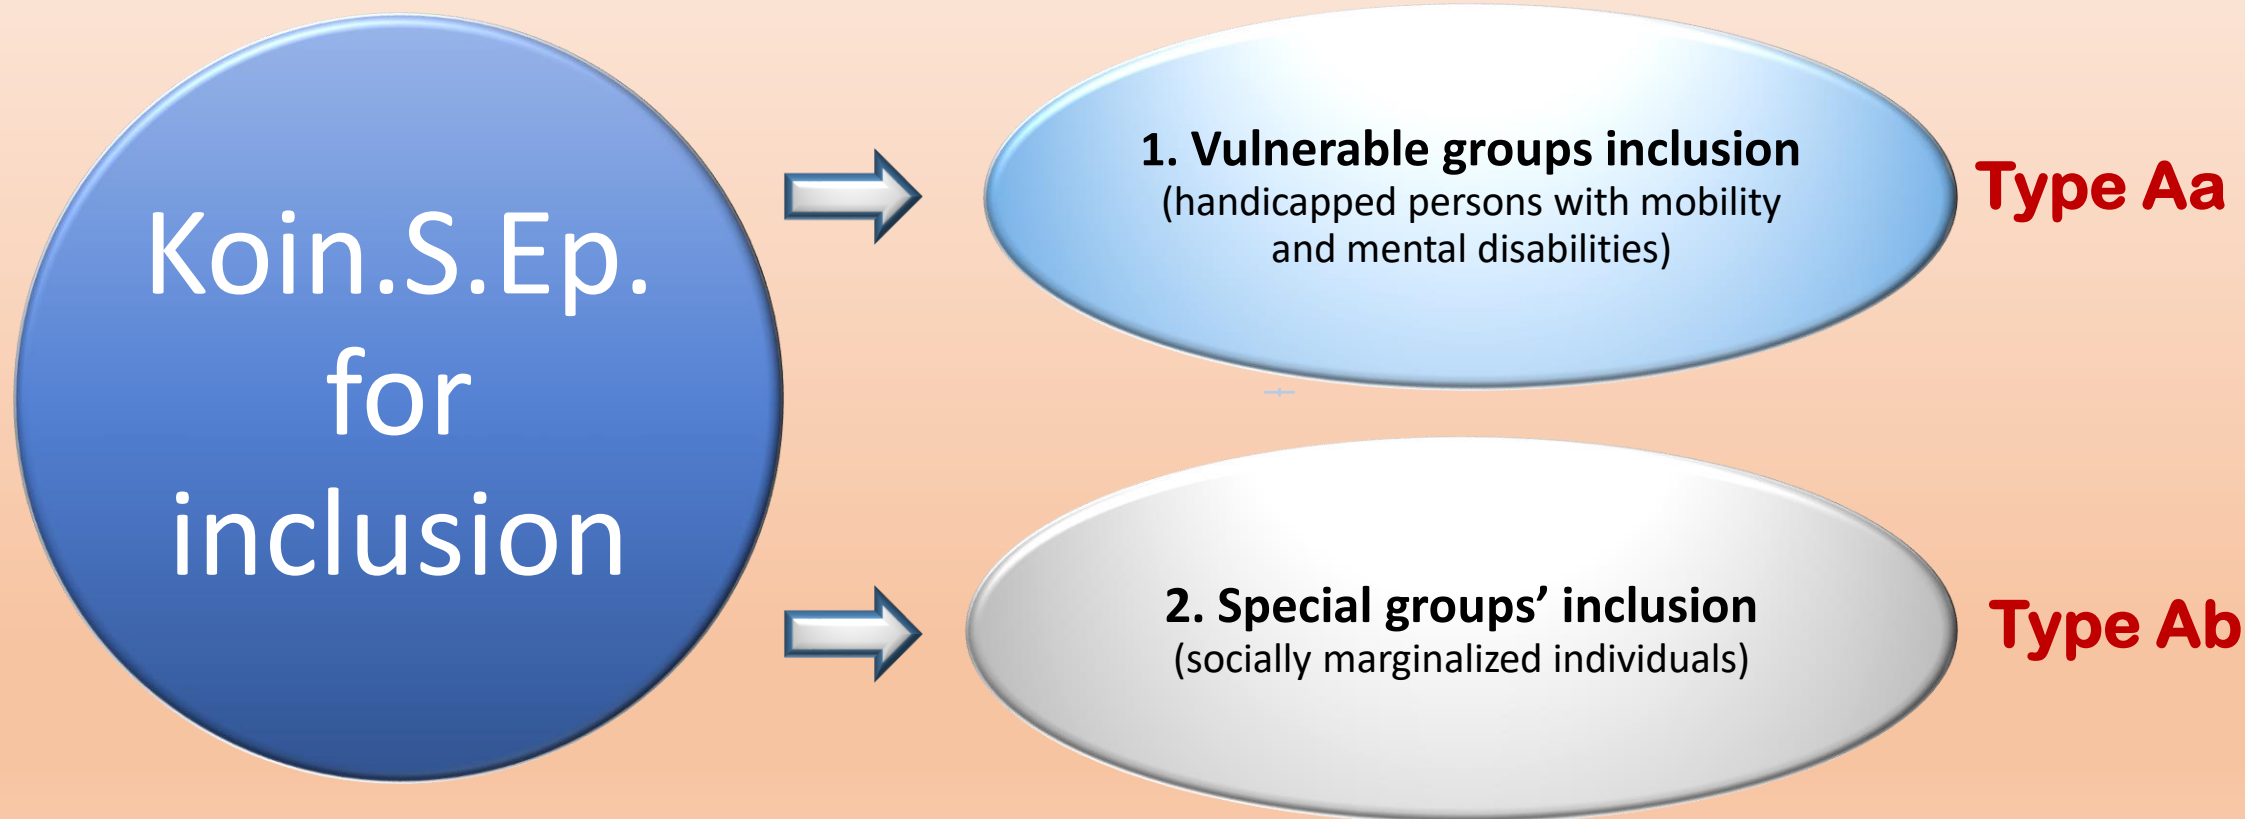 Koin.S.Ep.
for
inclusion
1. Vulnerable groups inclusion
(handicapped persons with mobility
and mental disabilities)
Type Aa
2. Special groups’ inclusion
(socially marginalized individuals)
Type Ab